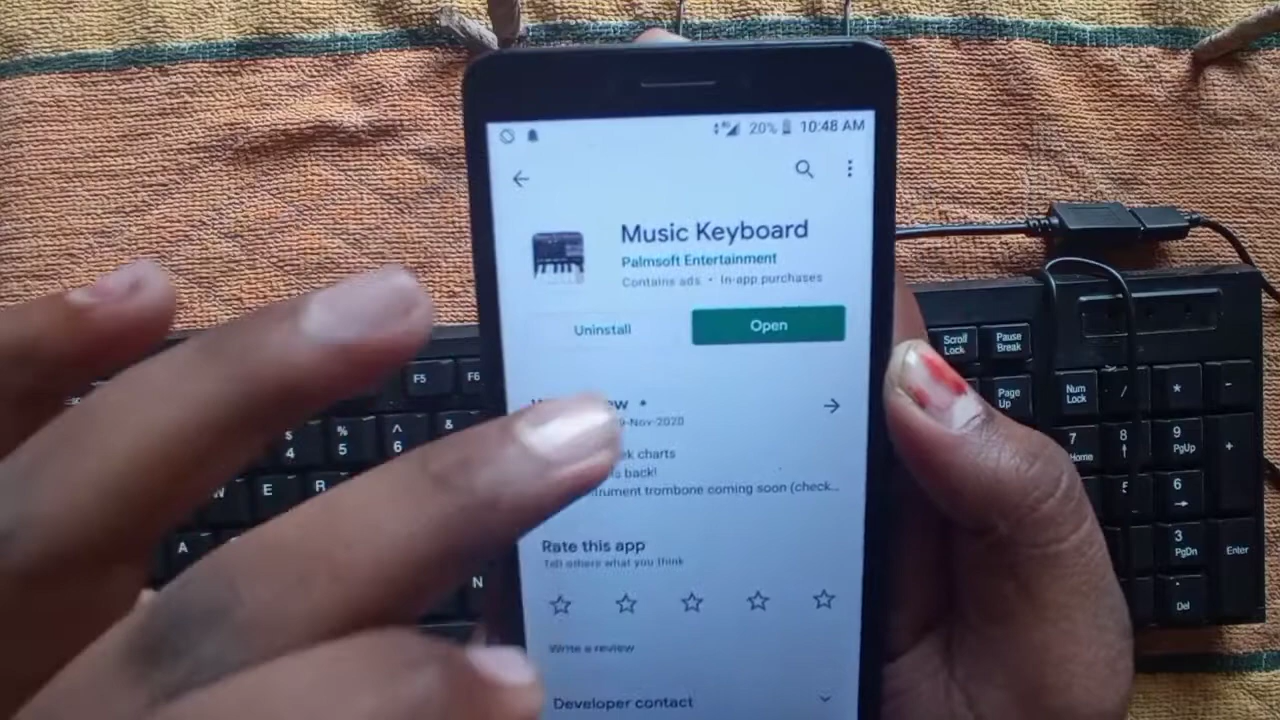 20% 10:48 AM
Music Keyboard
Palmsoft Entertainment
Contains ads • In-app purchases
Uninstall
Open
9-Nov-2020
charts
back!
trombone coming soon (check...
Rate this app
Tell others what you think
Write a review
Developer contact
F5
F6
$
4
%
5
^
6
&
E
R
A
N
Scroll
Lock
Pause
Break
Page
Up
Num
Lock
/
*
-
7
Home
8
↑
9
PgUp
+
5
6
→
3
PgDn
Enter
.
Del